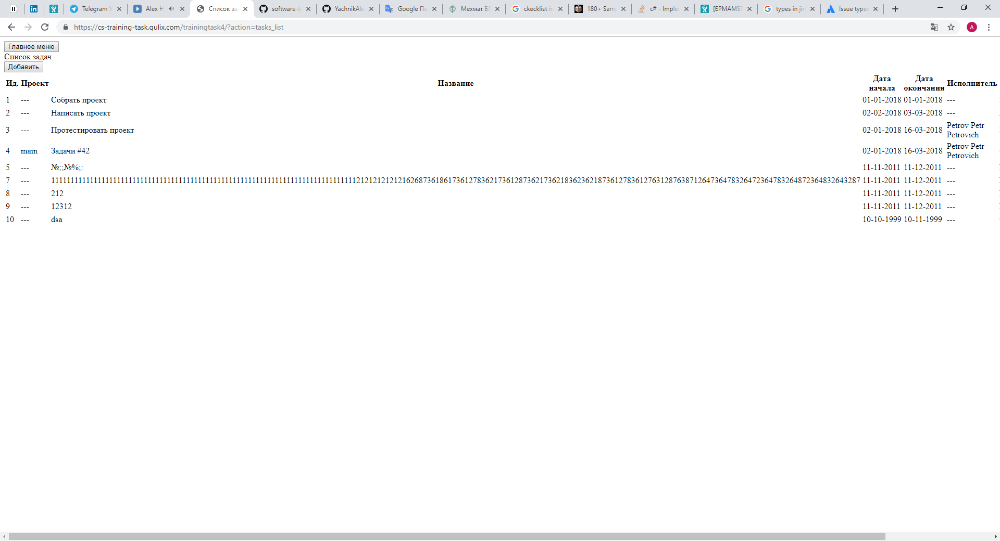 Telegram W Alex H Список за software-t YachnikAle Google Пе Мехмат БГ ckecklist in 180+ Sam c# - Implem [EPMAMSP types in jir Issue types
https://cs-training-task.qulix.com/trainingtask4/?action=tasks_list A
Главное меню
Список задач
Добавить
Ид. Проект Название Дата начала Дата окончания Исполнитель
1 --- Собрать проект 01-01-2018 01-01-2018 ---
2 --- Написать проект 02-02-2018 03-03-2018 ---
3 --- Протестировать проект 02-01-2018 16-03-2018 Petrov Petr Petrovich
4 main Задачи #42 02-01-2018 16-03-2018 Petrov Petr Petrovich
5 --- №;;№%;: 11-11-2011 11-12-2011 ---
7 --- 11-11-2011 11-12-2011 ---
8 --- 212 11-11-2011 11-12-2011 ---
9 --- 12312 11-11-2011 11-12-2011 ---
10 --- dsa 10-10-1999 10-11-1999 ---